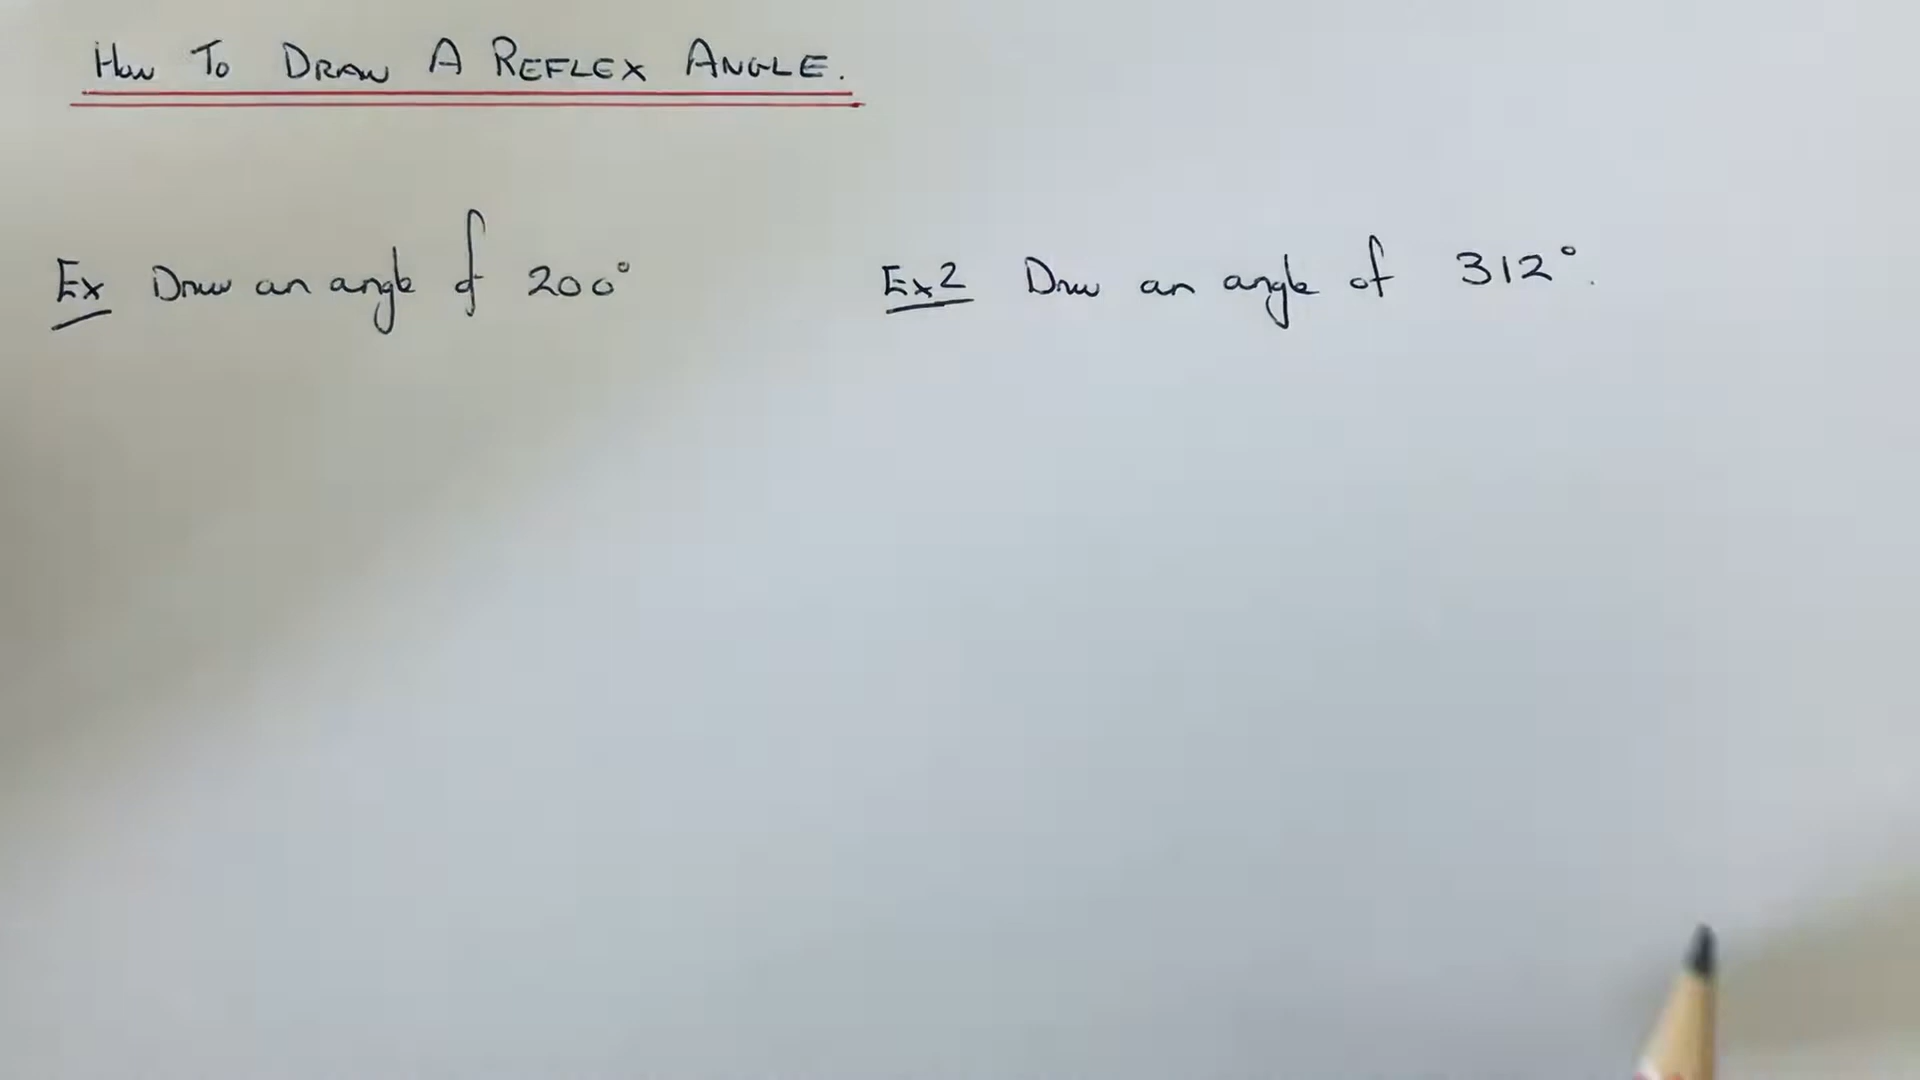 How To Draw A Reflex Angle.
Ex Draw an angle of 200°
Ex2 Draw an angle of 312°.